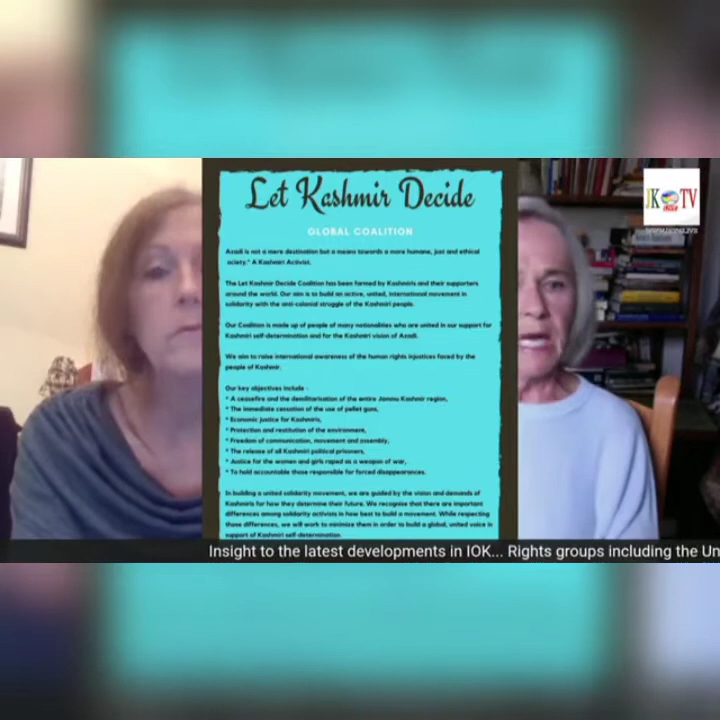 Let Kashmir Decide
GLOBAL COALITION
Azadi is not a mere destination but a means towards a more humane, just and ethical
ociety." A Kashmiri Activist.
The Let Kashmir Decide Coalition has been formed by Kashmiris and their supporters
around the world. Our aim is to build an active, united, international movement in
solidarity with the anti-colonial struggle of the Kashmiri people.
Our Coalition is made up of people of many nationalities who are united in our support for
Kashmiri self-determination and for the Kashmiri vision of Azadi.
We aim to raise international awareness of the human rights injustices faced by the
people of Kashmir.
Our key objectives include -
* A ceasefire and the demilitarisation of the entire Jammu Kashmir region,
* The immediate cessation of the use of pellet guns,
* Economic justice for Kashmiris,
* Protection and restitution of the environment,
* Freedom of communication, movement and assembly,
* The release of all Kashmiri political prisoners,
* Justice for the women and girls raped as a weapon of war,
* To hold accountable those responsible for forced disappearances.
In building a united solidarity movement, we are guided by the vision and demands of
Kashmiris for how they determine their future. We recognise that there are important
differences among solidarity activists in how best to build a movement. While respecting
those differences, we will work to minimise them in order to build a global, united voice in
support of Kashmiri self-determination.
JK TV
LIVE
Insight to the latest developments in IOK... Rights groups including the Un